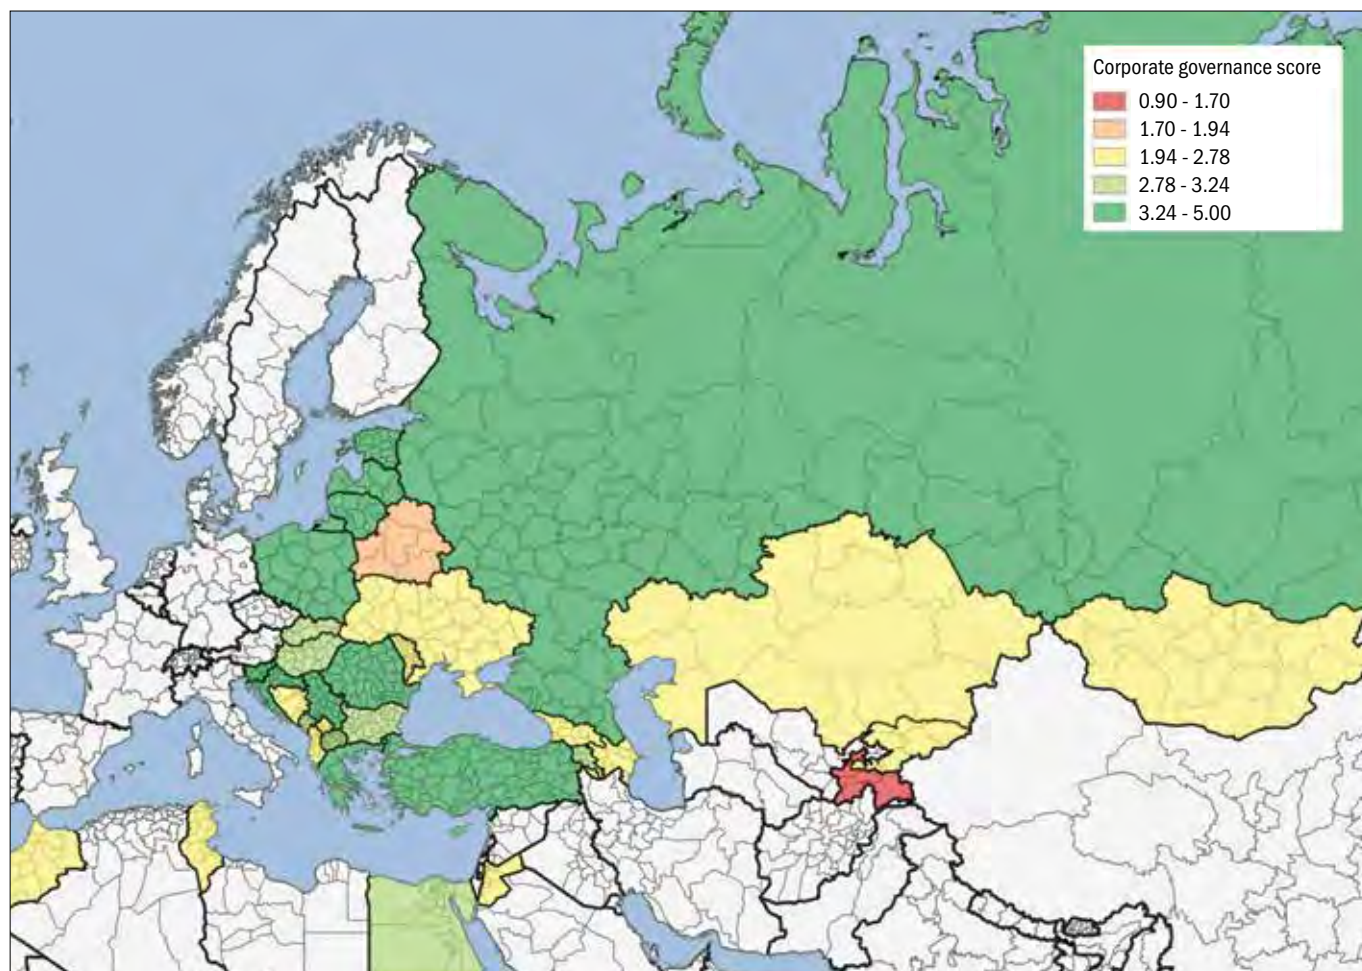 Corporate governance score
0.90 - 1.70
1.70 - 1.94
1.94 - 2.78
2.78 - 3.24
3.24 - 5.00